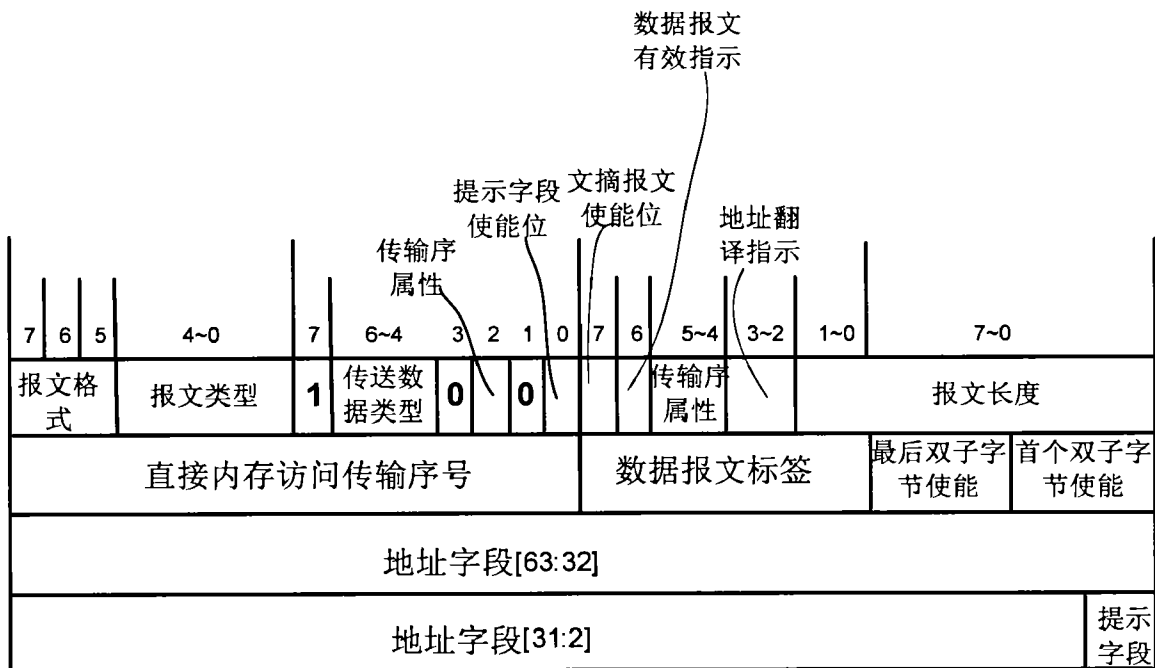 数据报文
有效指示
提示字段
使能位
文摘报文
使能位
地址翻
译指示
传输序
属性
7 6 5 4~0 7 6~4 3 2 1 0 7 6 5~4 3~2 1~0 7~0
报文格
式
报文类型
1
传送数
据类型
0
0
传输序
属性
报文长度
直接内存访问传输序号
数据报文标签
最后双子字
节使能
首个双子字
节使能
地址字段[63:32]
地址字段[31:2]
提示
字段